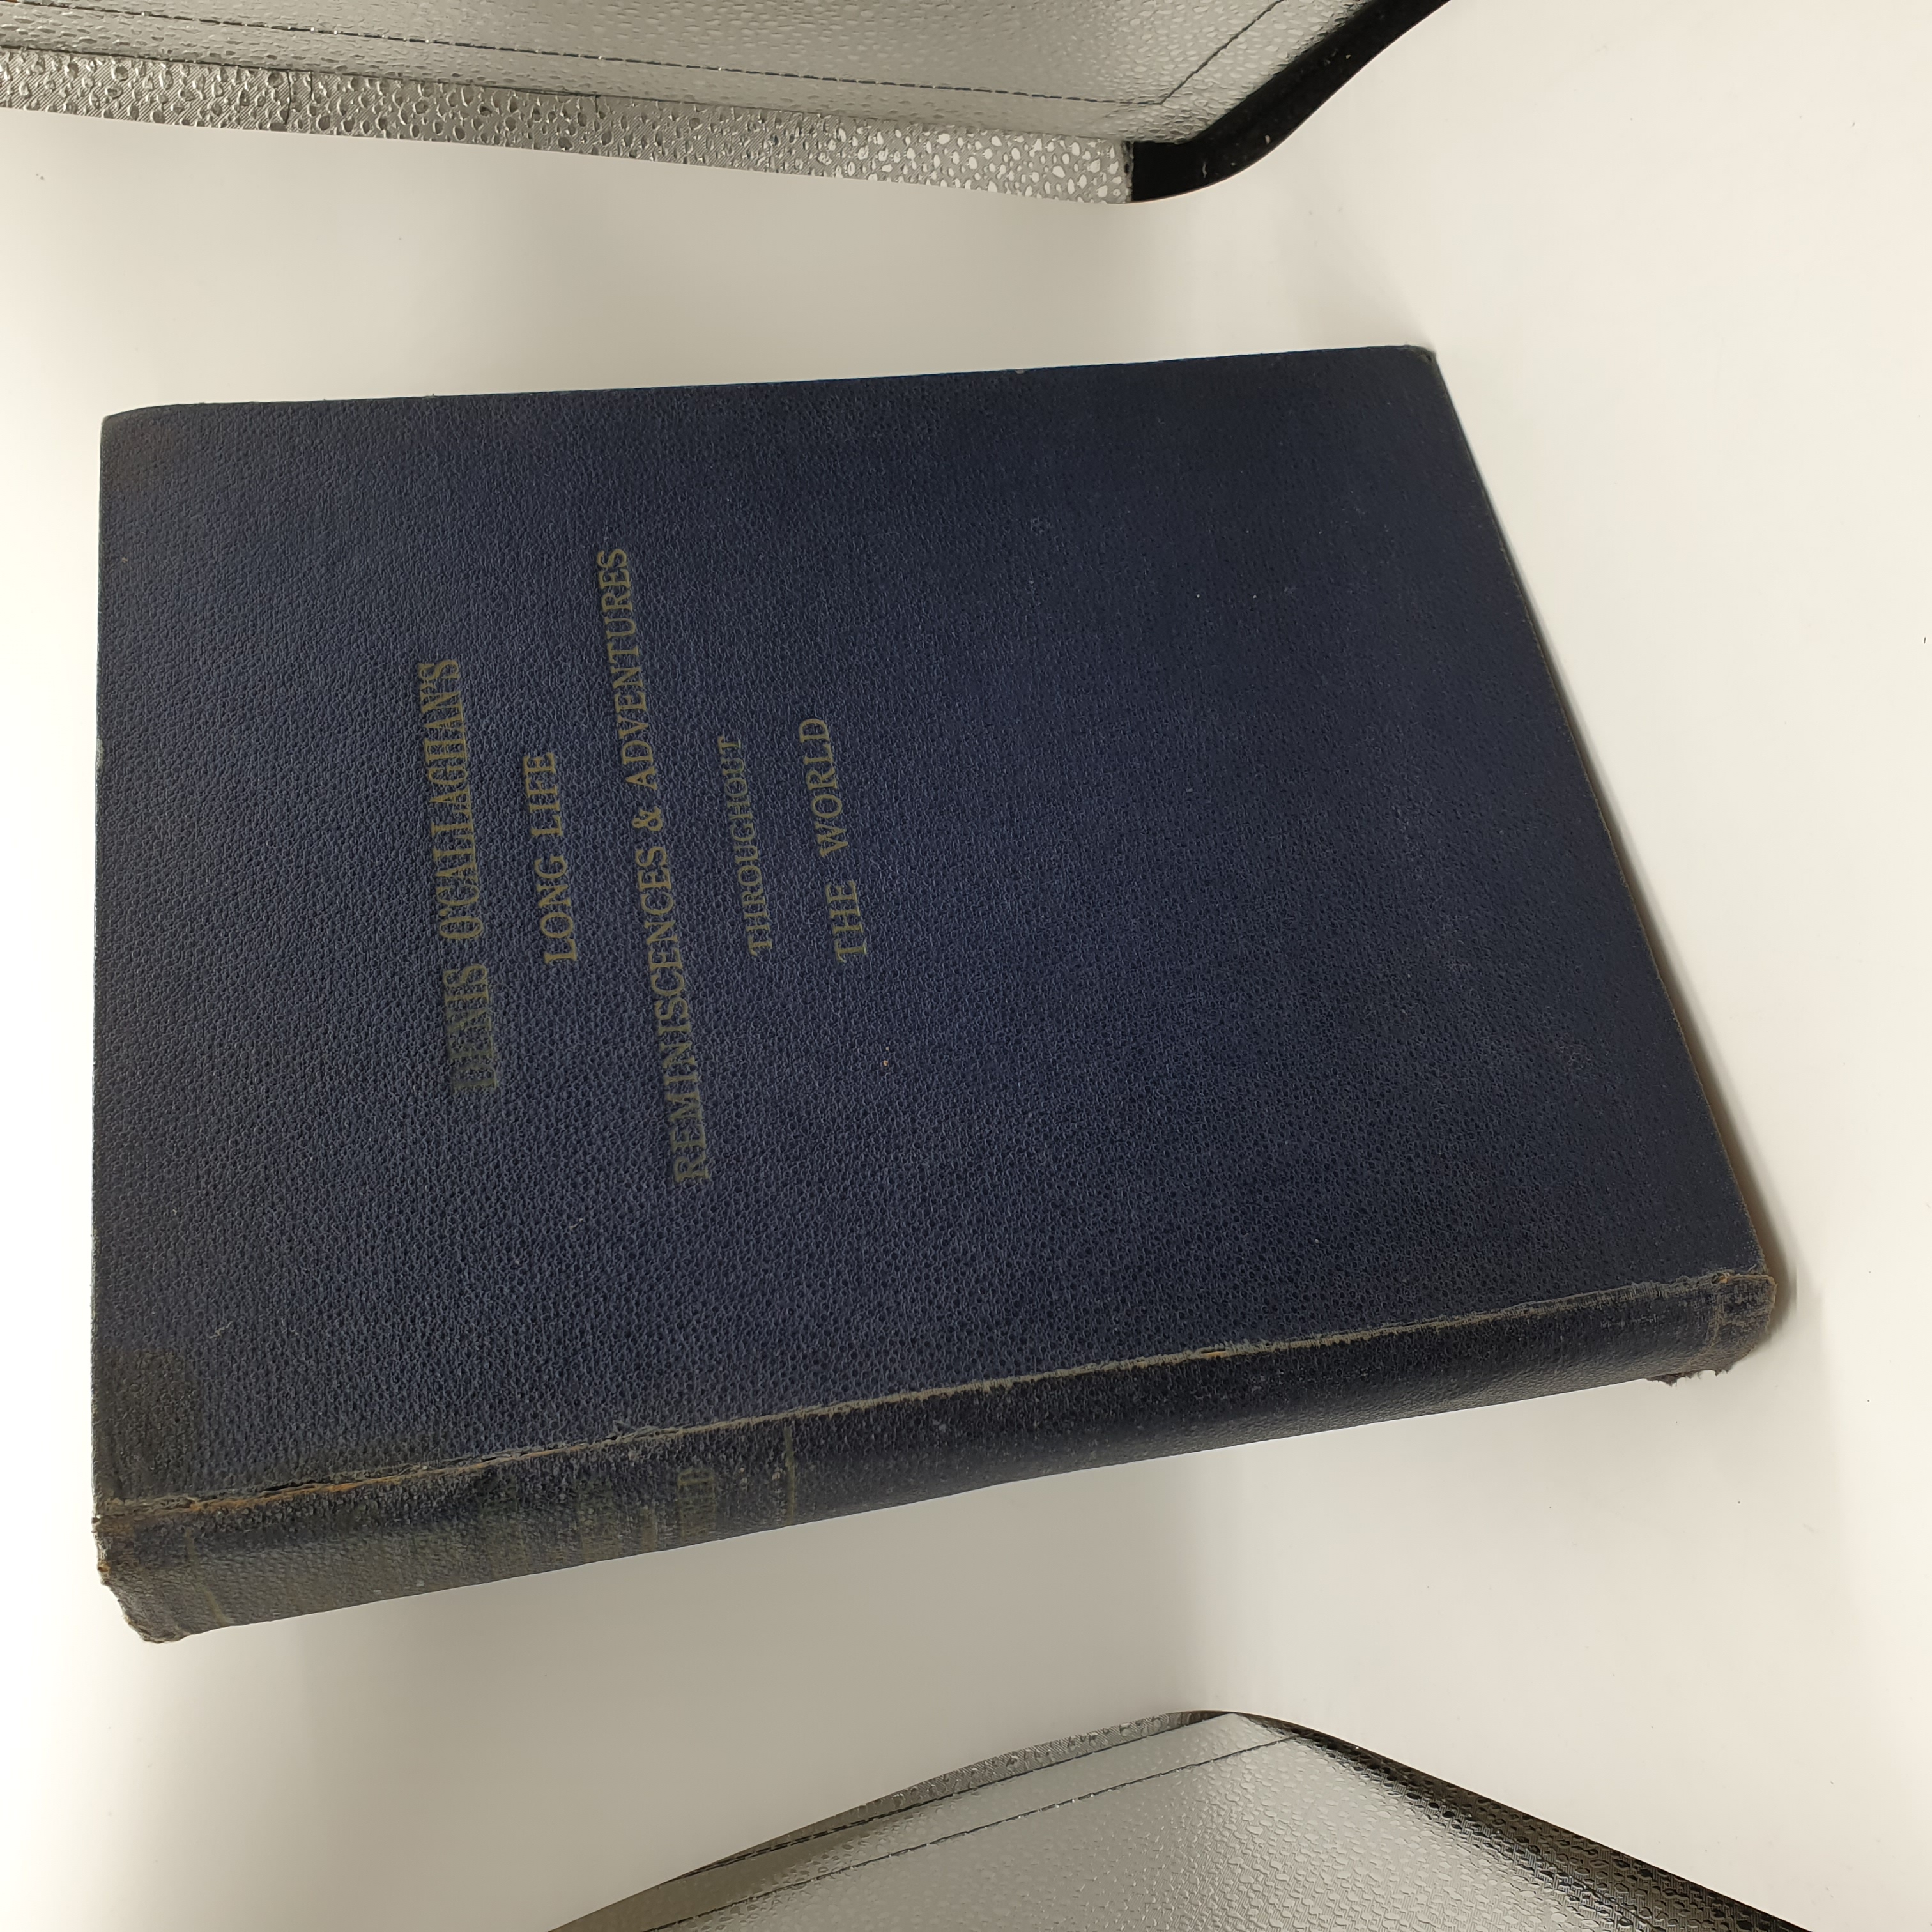 DENIS O'CALLAGHAN'S
LONG LIFE
REMINISCENCES & ADVENTURES
THROUGHOUT
THE WORLD